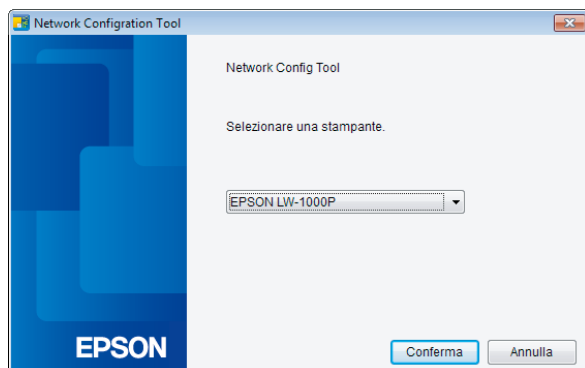 Network Configration Tool
Network Config Tool
Selezionare una stampante.
EPSON LW-1000P
EPSON
Conferma
Annulla